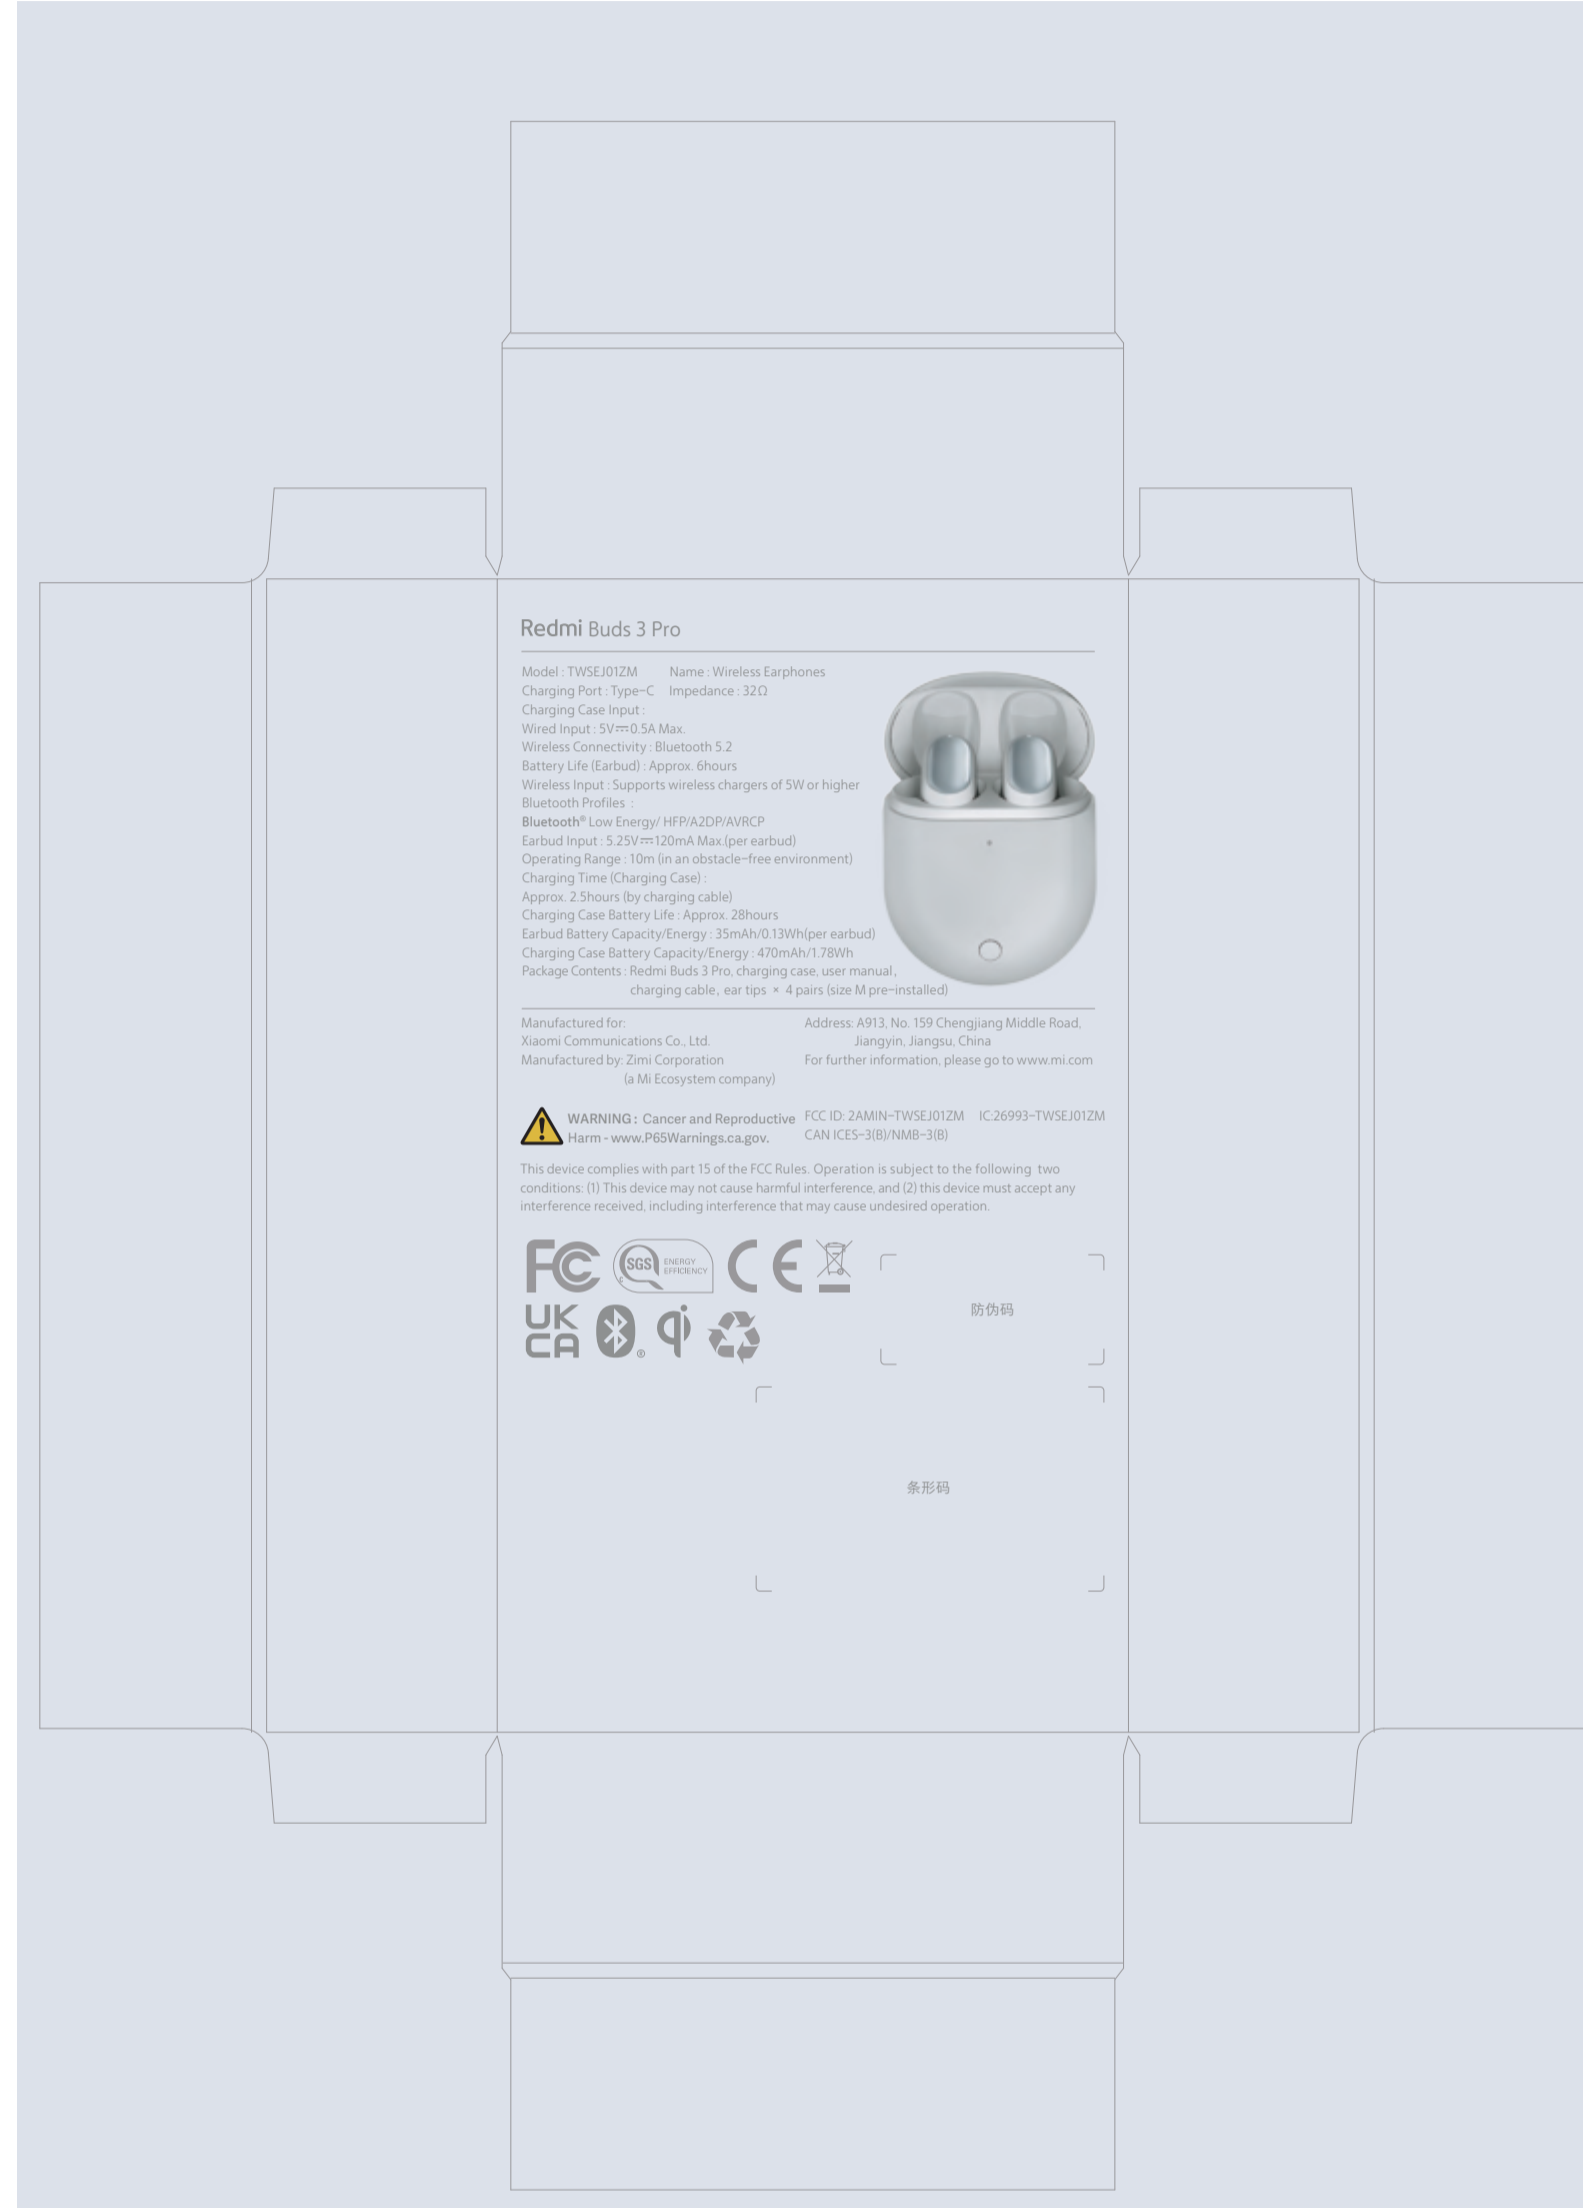 Redmi Buds 3 Pro
Model : TWSEJ01ZM Name : Wireless Earphones
Charging Port : Type-C Impedance : 32Ω
Charging Case Input :
Wired Input : 5V⎓0.5A Max.
Wireless Connectivity : Bluetooth 5.2
Battery Life (Earbud) : Approx. 6hours
Wireless Input : Supports wireless chargers of 5W or higher
Bluetooth Profiles :
Bluetooth® Low Energy/ HFP/A2DP/AVRCP
Earbud Input : 5.25V⎓120mA Max.(per earbud)
Operating Range : 10m (in an obstacle-free environment)
Charging Time (Charging Case) :
Approx. 2.5hours (by charging cable)
Charging Case Battery Life : Approx. 28hours
Earbud Battery Capacity/Energy : 35mAh/0.13Wh(per earbud)
Charging Case Battery Capacity/Energy : 470mAh/1.78Wh
Package Contents : Redmi Buds 3 Pro, charging case, user manual,
charging cable, ear tips × 4 pairs (size M pre-installed)
Manufactured for:
Xiaomi Communications Co., Ltd.
Manufactured by: Zimi Corporation
(a Mi Ecosystem company)
Address: A913, No. 159 Chengjiang Middle Road,
Jiangyin, Jiangsu, China
For further information, please go to www.mi.com
WARNING : Cancer and Reproductive
Harm - www.P65Warnings.ca.gov.
FCC ID: 2AMIN-TWSEJ01ZM IC:26993-TWSEJ01ZM
CAN ICES-3(B)/NMB-3(B)
This device complies with part 15 of the FCC Rules. Operation is subject to the following two
conditions: (1) This device may not cause harmful interference, and (2) this device must accept any
interference received, including interference that may cause undesired operation.
FC
SGS
C
ENERGY
EFFICIENCY
CE
UK
CA
®
qi
防伪码
条形码